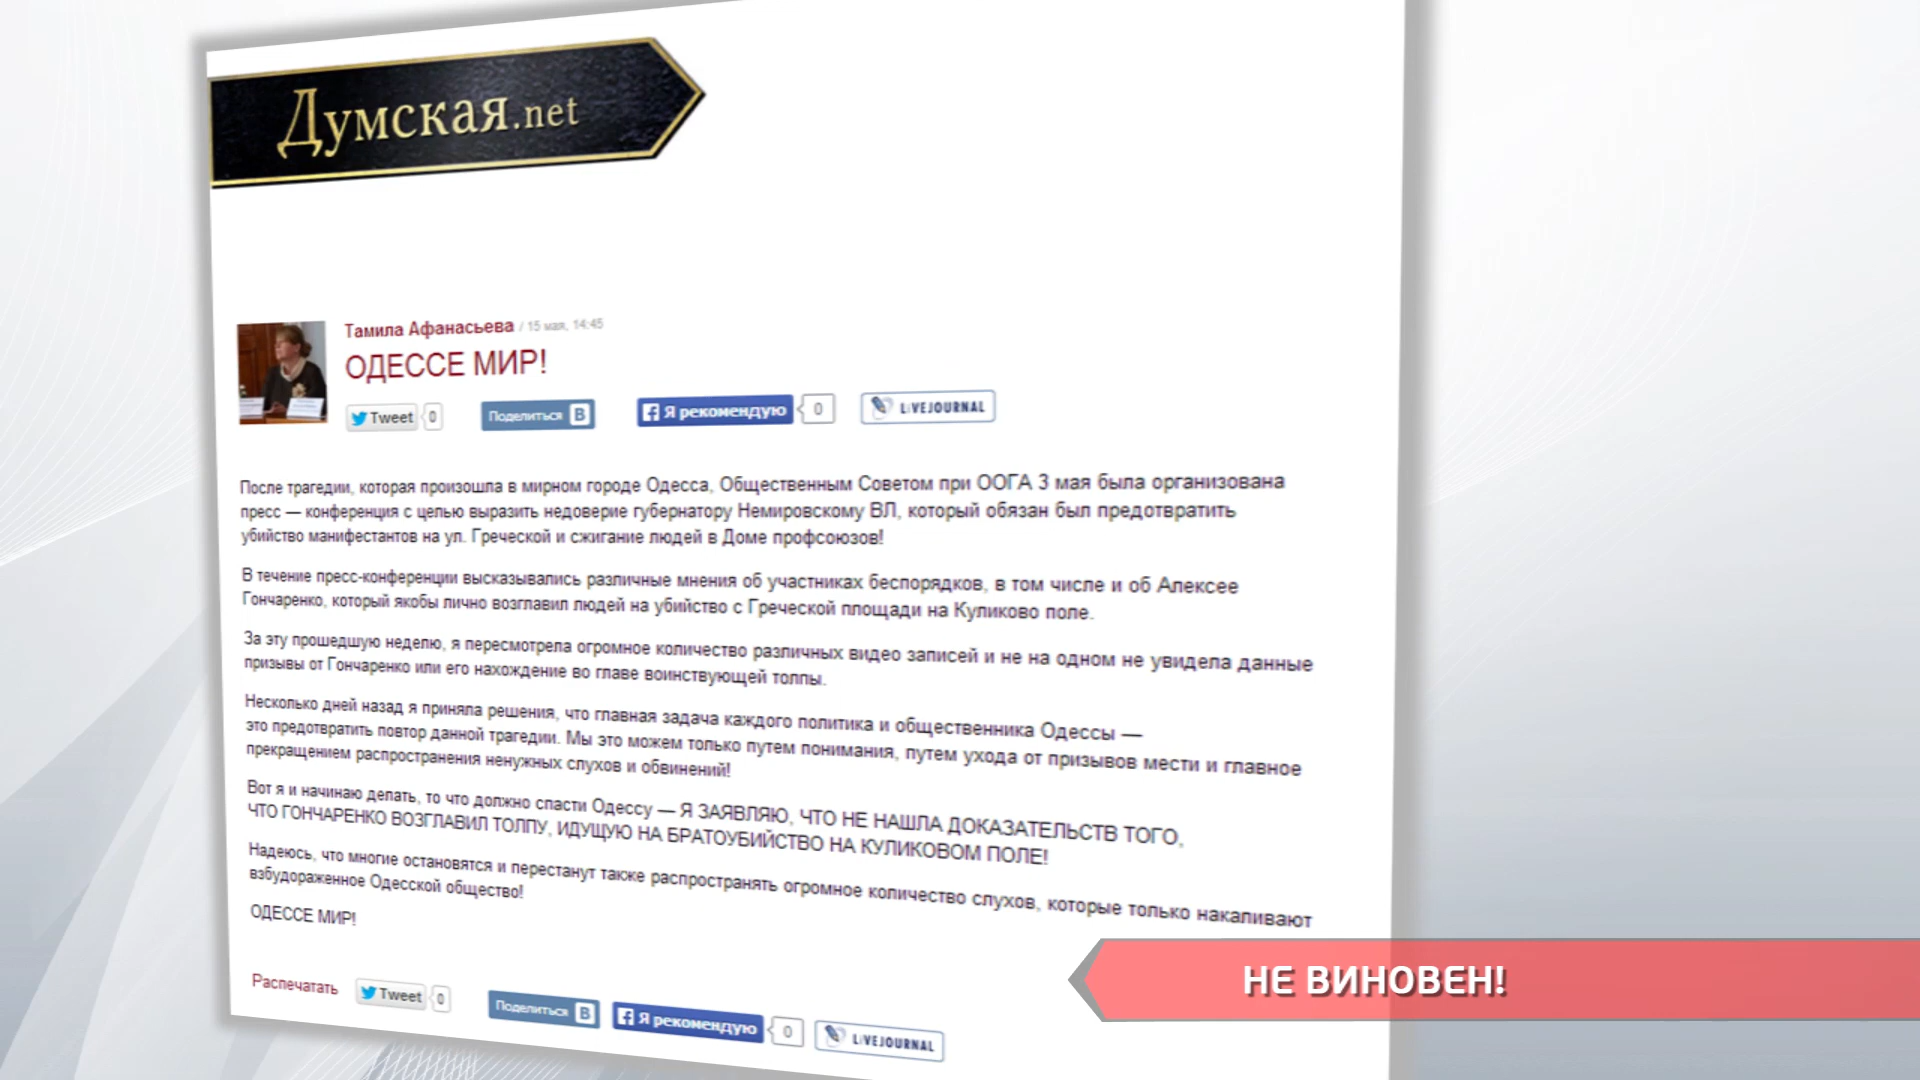 Думская.net
Тамила Афанасьева / 15 мая, 14:45
ОДЕССЕ МИР!
Tweet 0 Поделиться B Я рекомендую 0 LIVEJOURNAL
После трагедии, которая произошла в мирном городе Одесса, Общественным Советом при ООГА 3 мая была организована
пресс — конференция с целью выразить недоверие губернатору Немировскому ВЛ, который обязан был предотвратить
убийство манифестантов на ул. Греческой и сжигание людей в Доме профсоюзов!
В течение пресс-конференции высказывались различные мнения об участниках беспорядков, в том числе и об Алексее
Гончаренко, который якобы лично возглавил людей на убийство с Греческой площади на Куликово поле.
За эту прошедшую неделю, я пересмотрела огромное количество различных видео записей и не на одном не увидела данные
призывы от Гончаренко или его нахождение во главе воинствующей толпы.
Несколько дней назад я приняла решения, что главная задача каждого политика и общественника Одессы —
это предотвратить повтор данной трагедии. Мы это можем только путем понимания, путем ухода от призывов мести и главное
прекращением распространения ненужных слухов и обвинений!
Вот я и начинаю делать, то что должно спасти Одессу — Я ЗАЯВЛЯЮ, ЧТО НЕ НАШЛА ДОКАЗАТЕЛЬСТВ ТОГО,
ЧТО ГОНЧАРЕНКО ВОЗГЛАВИЛ ТОЛПУ, ИДУЩУЮ НА БРАТОУБИЙСТВО НА КУЛИКОВОМ ПОЛЕ!
Надеюсь, что многие остановятся и перестанут также распространять огромное количество слухов, которые только накаливают
взбудораженное Одесской общество!
ОДЕССЕ МИР!
Распечатать Tweet 0 Поделиться B Я рекомендую 0 LIVEJOURNAL
НЕ ВИНОВЕН!